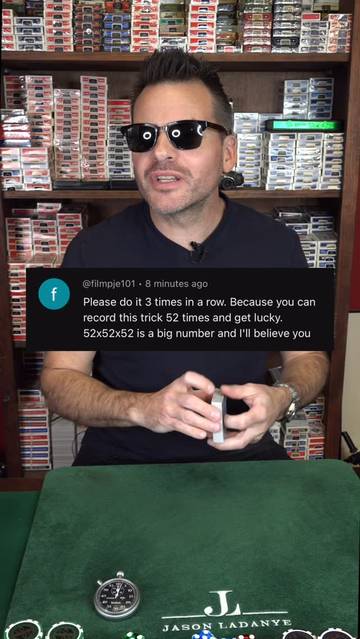 @filmpje101 • 8 minutes ago
f
Please do it 3 times in a row. Because you can
record this trick 52 times and get lucky.
52x52x52 is a big number and I'll believe you
JL
JASON LADANYE